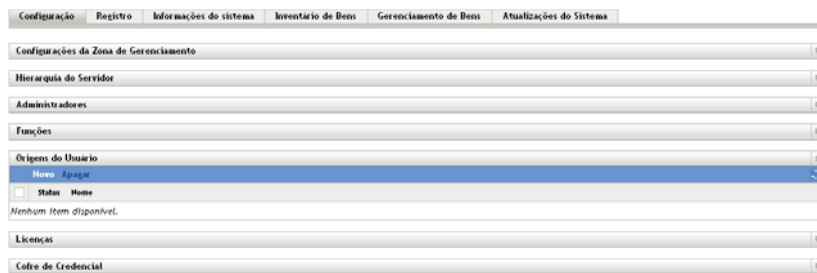 Configuração Registro Informações do sistema Inventário de Bens Gerenciamento de Bens Atualizações do Sistema
Configurações da Zona de Gerenciamento
Hierarquia do Servidor
Administradores
Funções
Origens do Usuário
Novo Apagar
Status Nome
Nenhum item disponível.
Licenças
Cofre de Credencial